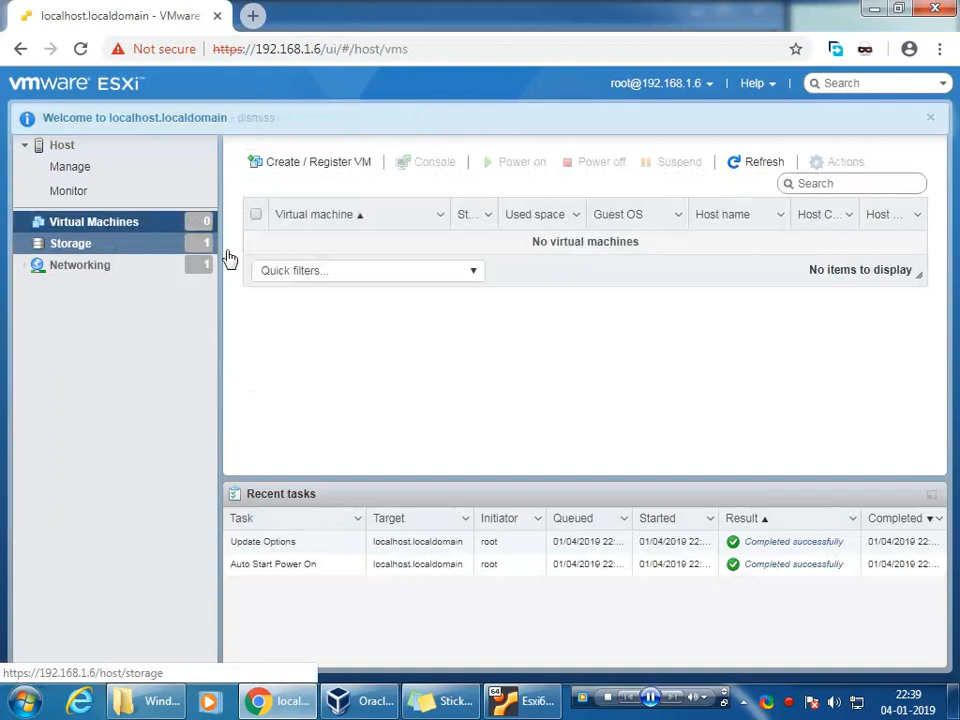 localhost.localdomain - VMware
Not secure
https://192.168.1.6/ui/#/host/vms
vmware ESXi™
root@192.168.1.6
Help
Search
Welcome to localhost.localdomain - dismiss
Host
Manage
Monitor
Virtual Machines 0
Storage 1
Networking 1
Create / Register VM
Console
Power on
Power off
Suspend
Refresh
Actions
Search
Virtual machine
St...
Used space
Guest OS
Host name
Host C...
Host ...
No virtual machines
Quick filters...
No items to display
Recent tasks
Task
Target
Initiator
Queued
Started
Result
Completed
Update Options
localhost.localdomain
root
01/04/2019 22:...
01/04/2019 22:...
Completed successfully
01/04/2019 22:...
Auto Start Power On
localhost.localdomain
root
01/04/2019 22:...
01/04/2019 22:...
Completed successfully
01/04/2019 22:...
https://192.168.1.6/host/storage
Wind...
local...
Oracl...
Stick...
64
Esxi6...
22:39
04-01-2019